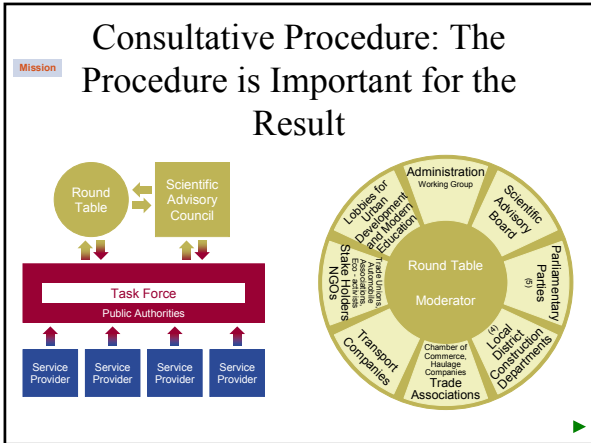 Consultative Procedure: The
Mission
Procedure is Important for the
Result
Round
Table
Scientific
Advisory
Council
Task Force
Public Authorities
Service
Provider
Service
Provider
Service
Provider
Service
Provider
Administration
Working Group
Scientific
Advisory
Board
Parliamentary
Parties
(5)
(4)
Local
District
Construction
Departments
Chamber of
Commerce,
Haulage
Companies
Trade
Associations
Transport
Companies
Stake Holders
NGOs
Trade Unions,
Automobile
Associations,
Eco - activists
Lobbies for
Urban
Development
and Modern
Education
Round Table
Moderator